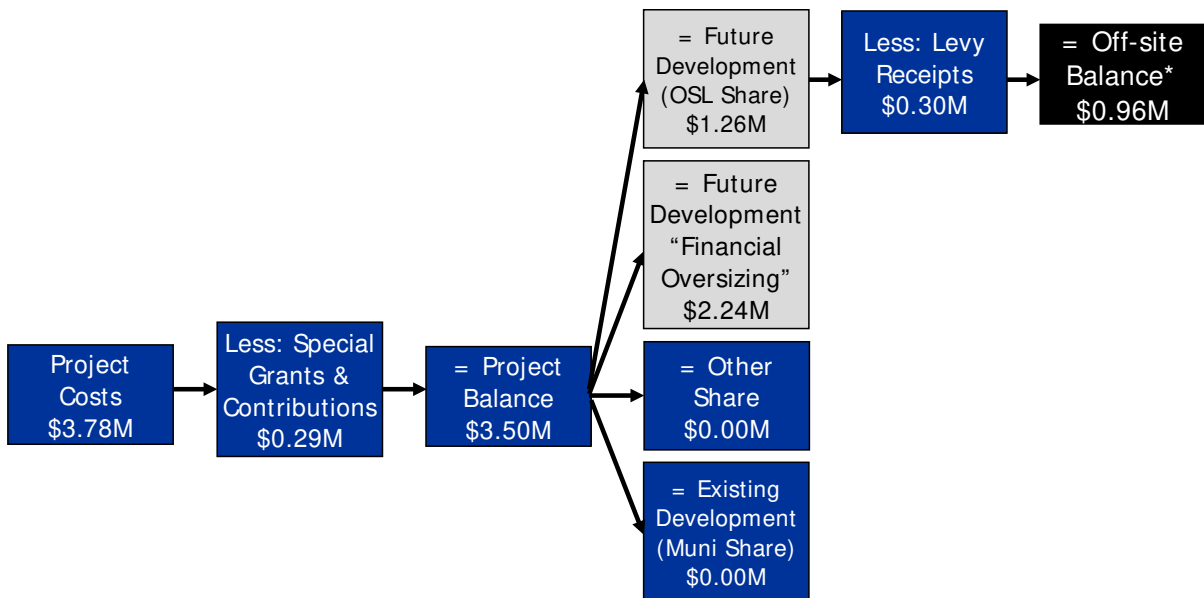 Project
Costs
$3.78M
Less: Special
Grants &
Contributions
$0.29M
= Project
Balance
$3.50M
= Future
Development
(OSL Share)
$1.26M
Less: Levy
Receipts
$0.30M
= Off-site
Balance*
$0.96M
= Future
Development
“Financial
Oversizing”
$2.24M
= Other
Share
$0.00M
= Existing
Development
(Muni Share)
$0.00M